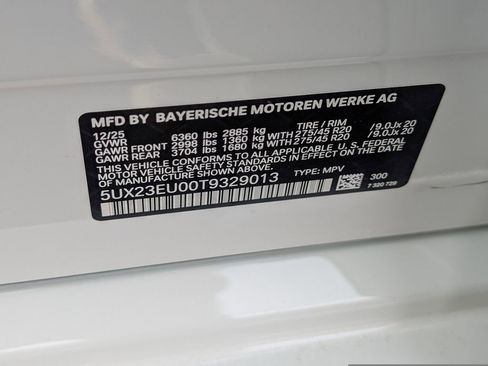 MFD BY BAYERISCHE MOTOREN WERKE AG
12/25 6360 lbs 2885 kg TIRE / RIM
GVWR
GAWR FRONT 2998 lbs 1360 kg WITH 275/45 R20 / 9.0Jx 20
GAWR REAR 3704 lbs 1680 kg WITH 275/45 R20 / 9.0Jx 20
THIS VEHICLE CONFORMS TO ALL APPLICABLE U.S. FEDERAL
MOTOR VEHICLE SAFETY STANDARDS IN EFFECT ON THE DATE OF
MANUFACTURE SHOWN ABOVE.
5UX23EU00T9329013 TYPE: MPV 300
7 320 729